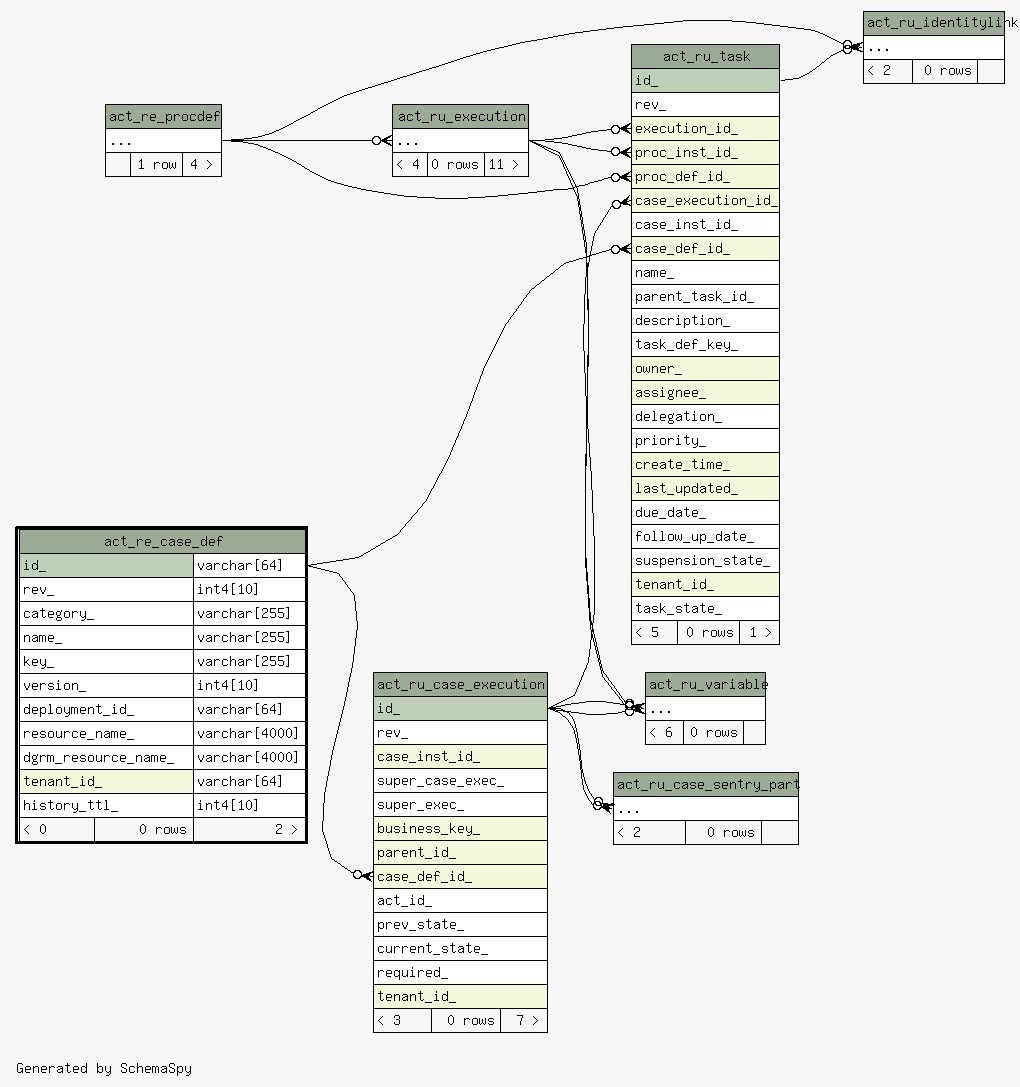 act_ru_identitylink
...
< 2 0 rows
act_ru_task
id_
rev_
execution_id_
proc_inst_id_
proc_def_id_
case_execution_id_
case_inst_id_
case_def_id_
name_
parent_task_id_
description_
task_def_key_
owner_
assignee_
delegation_
priority_
create_time_
last_updated_
due_date_
follow_up_date_
suspension_state_
tenant_id_
task_state_
< 5 0 rows 1 >
act_re_procdef
...
1 row 4 >
act_ru_execution
...
< 4 0 rows 11 >
act_re_case_def
id_ varchar[64]
rev_ int4[10]
category_ varchar[255]
name_ varchar[255]
key_ varchar[255]
version_ int4[10]
deployment_id_ varchar[64]
resource_name_ varchar[4000]
dgrm_resource_name_ varchar[4000]
tenant_id_ varchar[64]
history_ttl_ int4[10]
< 0 0 rows 2 >
act_ru_case_execution
id_
rev_
case_inst_id_
super_case_exec_
super_exec_
business_key_
parent_id_
case_def_id_
act_id_
prev_state_
current_state_
required_
tenant_id_
< 3 0 rows 7 >
act_ru_variable
...
< 6 0 rows
act_ru_case_sentry_part
...
< 2 0 rows
Generated by SchemaSpy